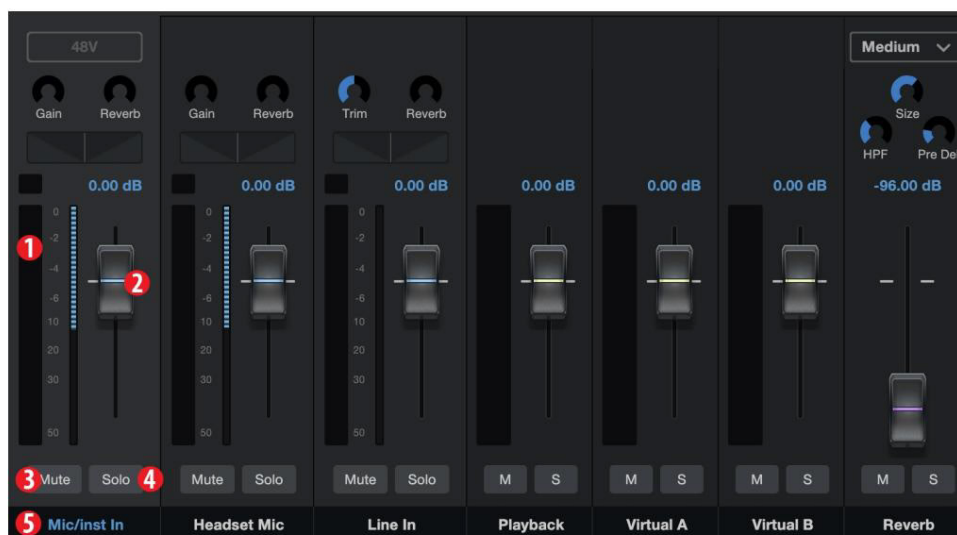 48V
Medium
Gain Reverb Gain Reverb Trim Reverb Size
HPF Pre De
0.00 dB 0.00 dB 0.00 dB 0.00 dB 0.00 dB 0.00 dB -96.00 dB
0 0 0
1 -2 -2 -2
-4 -4 -4
2
-6 -6 -6
10 10 10
20 20 20
30 30 30
50 50 50
3 Mute Solo 4 Mute Solo Mute Solo M S M S M S M S
5 Mic/inst In Headset Mic Line In Playback Virtual A Virtual B Reverb